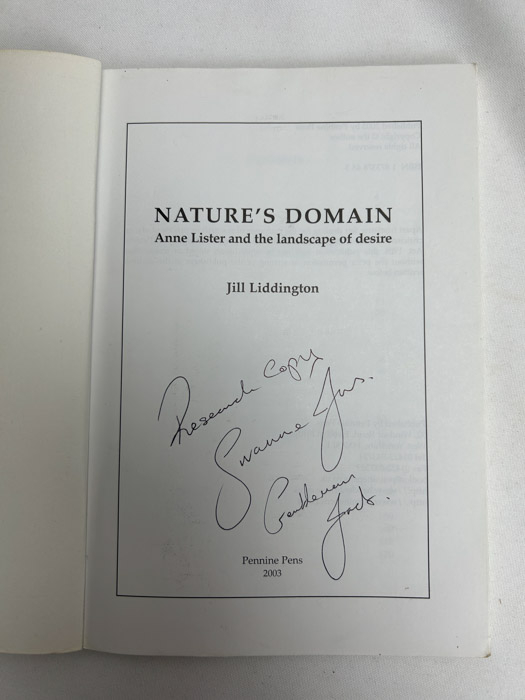 NATURE'S DOMAIN
Anne Lister and the landscape of desire
Jill Liddington
Research Copy
Suranne Jones.
Gentleman
Jack.
Pennine Pens
2003